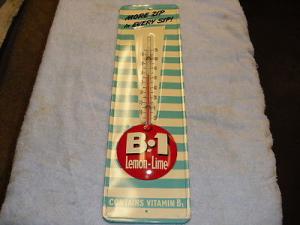 MORE ZIP
in EVERY SIP!
B·1
Lemon-Lime
CONTAINS VITAMIN B₁